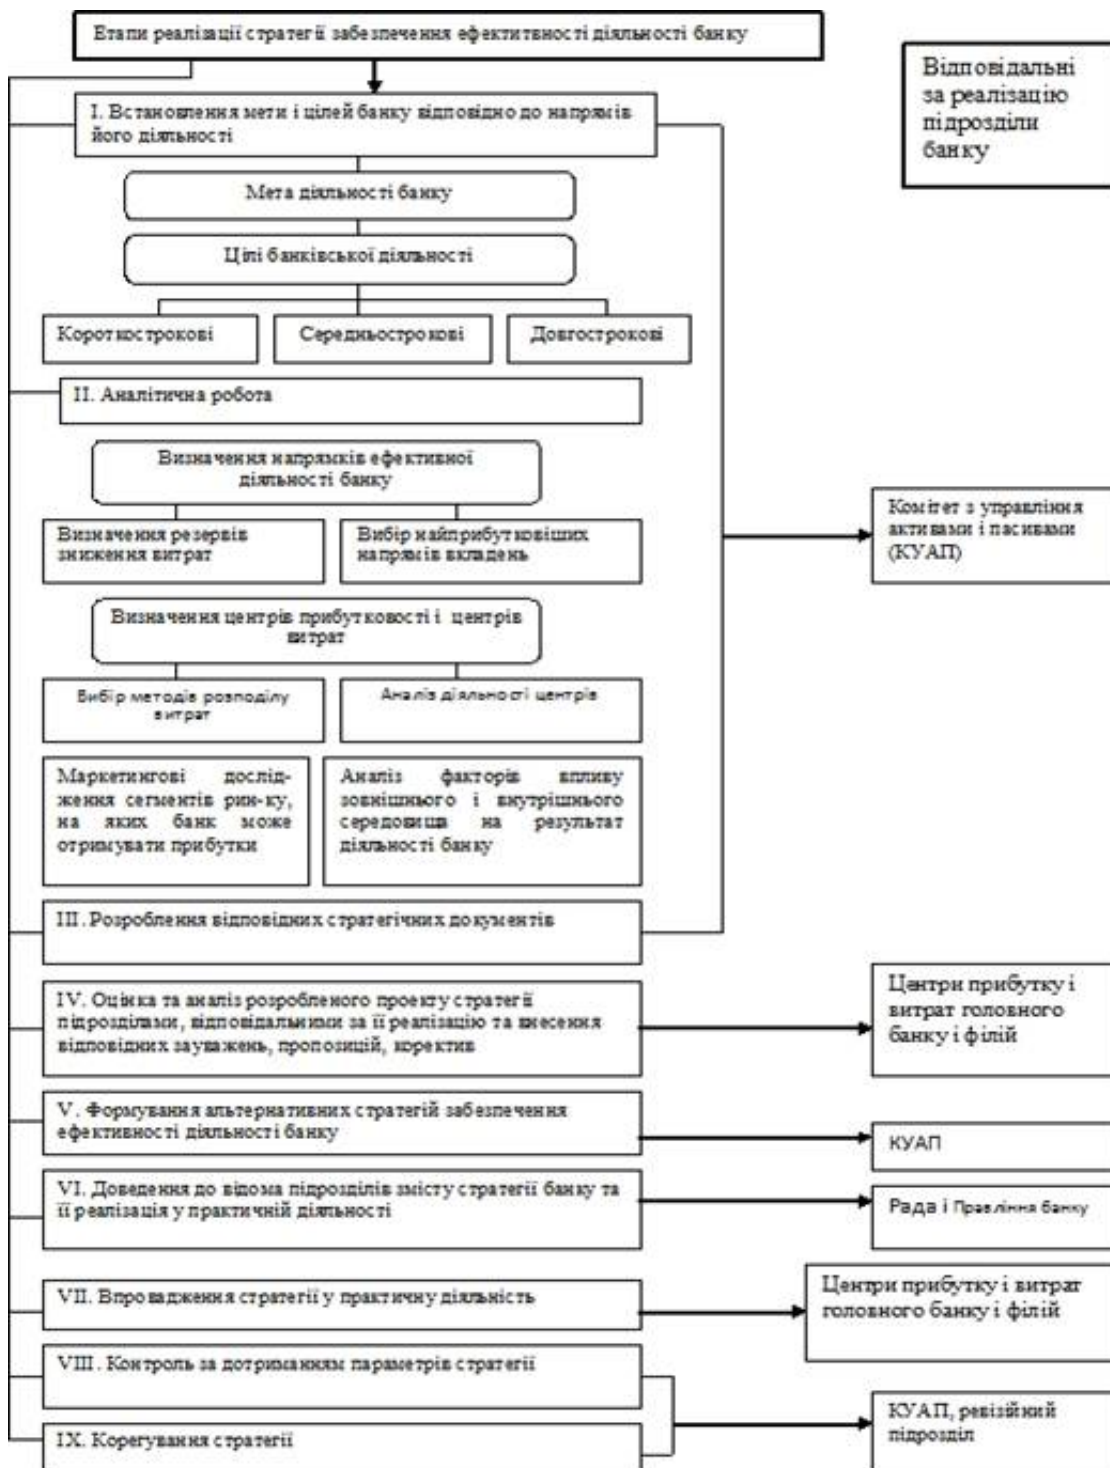 Етапи реалізації стратегії забезпечення ефектитвності діяльності банку
Відповідальні
за реалізацію
підрозділи
банку
І. Встановлення мети і цілей банку відповідно до напрямів
його діяльності
Мета діяльності банку
Цілі банківської діяльності
Короткострокові
Середньострокові
Довгострокові
ІІ. Аналітична робота
Визначення напрямків ефективної
діяльності банку
Визначення резервів
зниження витрат
Вибір найприбутковіших
напрямів вкладень
Комітет з управління
активами і пасивами
(КУАП)
Визначення центрів прибутковості і центрів
витрат
Вибір методів розподілу
витрат
Аналіз діяльності центрів
Маркетингові дослід-
ження сегментів рин-ку,
на яких банк може
отримувати прибутки
Аналіз факторів впливу
зовнішнього і внутрішнього
середовища на результат
діяльності банку
ІІІ. Розроблення відповідних стратегічних документів
IV. Оцінка та аналіз розробленого проекту стратегії
підрозділами, відповідальними за її реалізацію та внесення
відповідних зауважень, пропозицій, коректив
Центри прибутку і
витрат головного
банку і філій
V. Формування альтернативних стратегій забезпечення
ефективності діяльності банку
КУАП
VI. Доведення до відома підрозділів змісту стратегії банку та
її реалізація у практичній діяльності
Рада і Правління банку
VII. Впровадження стратегії у практичну діяльність
Центри прибутку і витрат
головного банку і філій
VIII. Контроль за дотриманням параметрів стратегії
IX. Корегування стратегії
КУАП, ревізійний
підрозділ